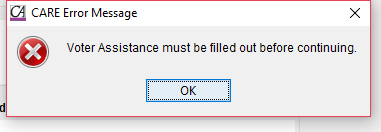 CARE Error Message
Voter Assistance must be filled out before continuing.
OK
d